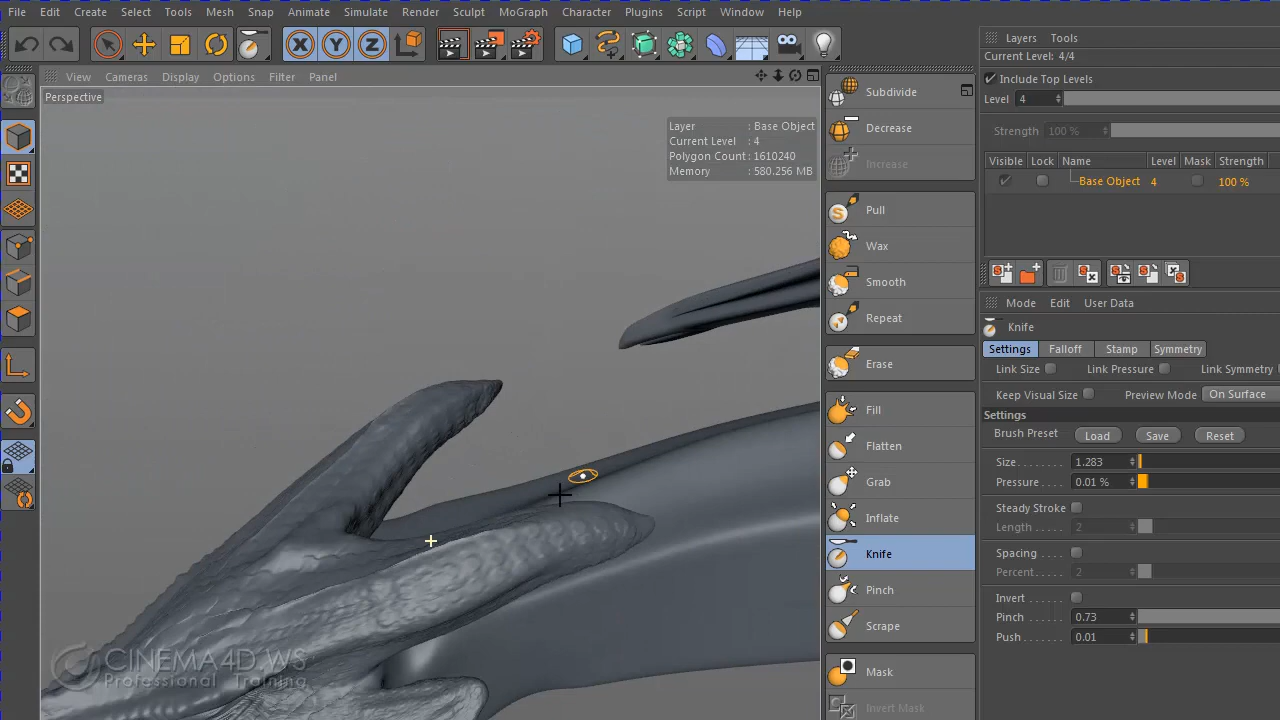 File Edit Create Select Tools Mesh Snap Animate Simulate Render Sculpt MoGraph Character Plugins Script Window Help
X Y Z
View Cameras Display Options Filter Panel
Perspective
Layer : Base Object
Current Level : 4
Polygon Count : 1610240
Memory : 580.256 MB
CINEMA4D.WS
Professional Training
Subdivide
Decrease
Increase
Pull
Wax
Smooth
Repeat
Erase
Fill
Flatten
Grab
Inflate
Knife
Pinch
Scrape
Mask
Invert Mask
Layers Tools
Current Level: 4/4
Include Top Levels
Level 4
Strength 100 %
Visible Lock Name Level Mask Strength
Base Object 4 100 %
Mode Edit User Data
Knife
Settings Falloff Stamp Symmetry
Link Size Link Pressure Link Symmetry
Keep Visual Size Preview Mode On Surface
Settings
Brush Preset Load Save Reset
Size 1.283
Pressure 0.01 %
Steady Stroke
Length 2
Spacing
Percent 2
Invert
Pinch 0.73
Push 0.01